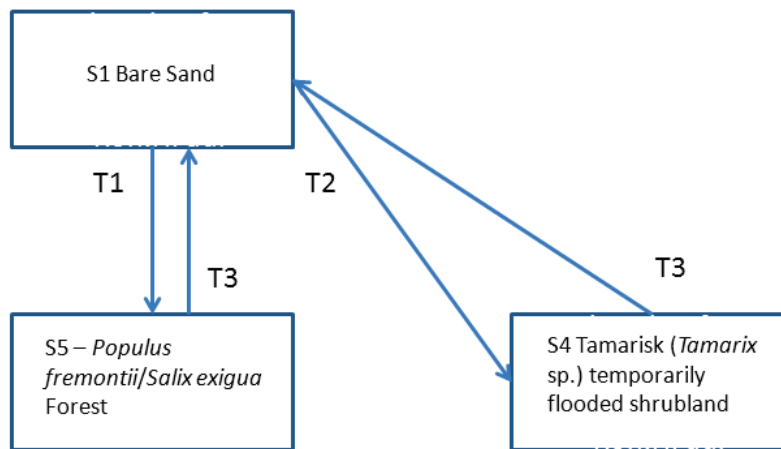 S1 Bare Sand
T1
T2
T3
T3
S5 – Populus
fremontii/Salix exigua
Forest
S4 Tamarisk (Tamarix
sp.) temporarily
flooded shrubland